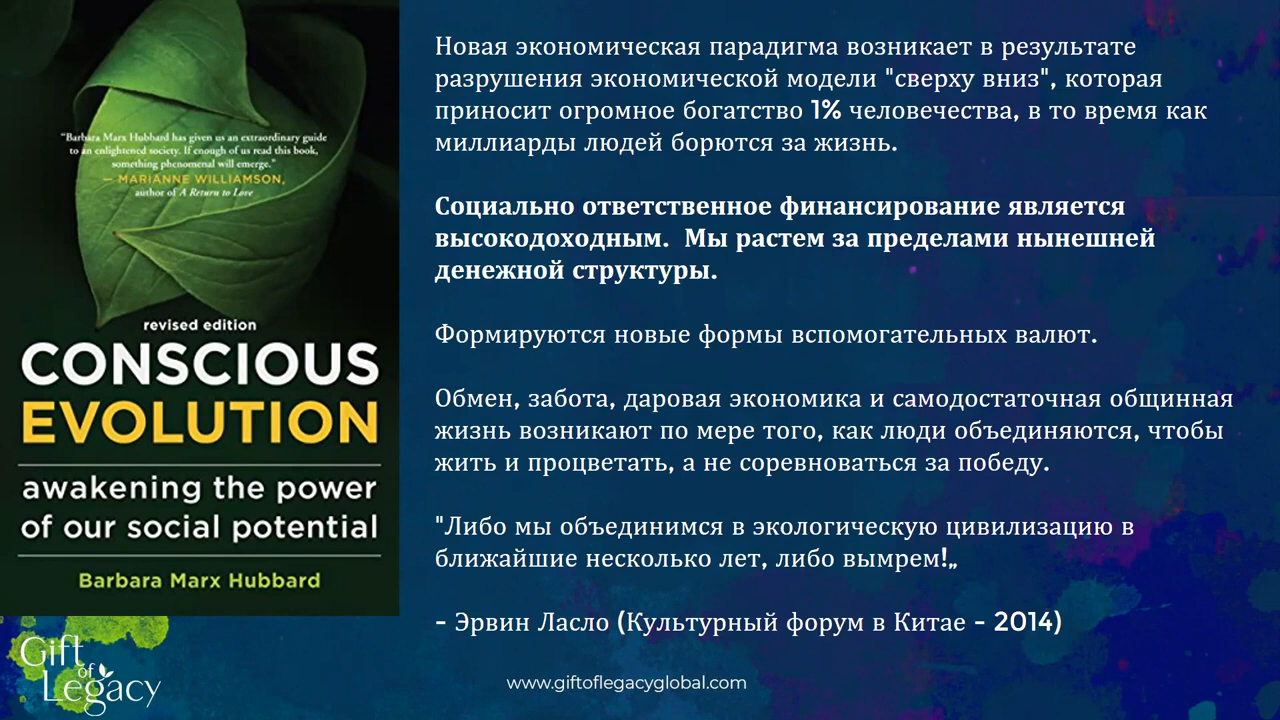 "Barbara Marx Hubbard has given us an extraordinary guide
to an enlightened society. If enough of us read this book,
something phenomenal will emerge."
— MARIANNE WILLIAMSON,
author of A Return to Love
revised edition
CONSCIOUS
EVOLUTION
awakening the power
of our social potential
Barbara Marx Hubbard
Gift
of
Legacy
Новая экономическая парадигма возникает в результате
разрушения экономической модели "сверху вниз", которая
приносит огромное богатство 1% человечества, в то время как
миллиарды людей борются за жизнь.
Социально ответственное финансирование является
высокодоходным.  Мы растем за пределами нынешней
денежной структуры.
Формируются новые формы вспомогательных валют.
Обмен, забота, даровая экономика и самодостаточная общинная
жизнь возникают по мере того, как люди объединяются, чтобы
жить и процветать, а не соревноваться за победу.
"Либо мы объединимся в экологическую цивилизацию в
ближайшие несколько лет, либо вымрем!„
- Эрвин Ласло (Культурный форум в Китае - 2014)
www.giftoflegacyglobal.com